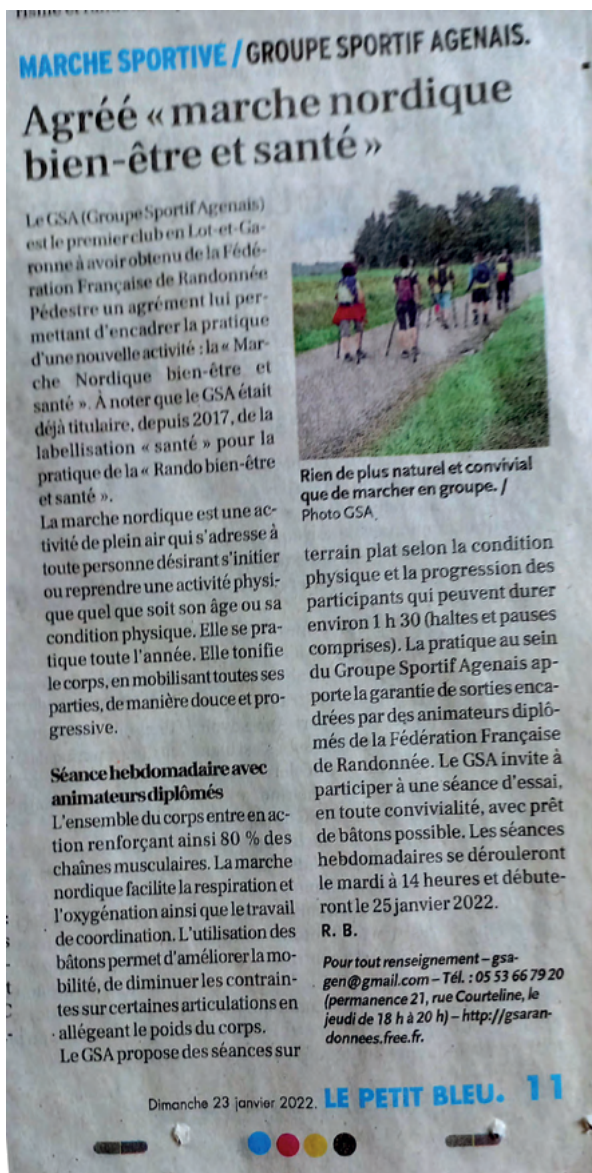 MARCHE SPORTIVE / GROUPE SPORTIF AGENAIS.
Agréé « marche nordique
bien-être et santé »
Le GSA (Groupe Sportif Agenais)
est le premier club en Lot-et-Ga-
ronne à avoir obtenu de la Fédé-
ration Française de Randonnée
Pédestre un agrément lui per-
mettant d'encadrer la pratique
d'une nouvelle activité : la « Mar-
che Nordique bien-être et
santé ». À noter que le GSA était
déjà titulaire, depuis 2017, de la
labellisation « santé » pour la
pratique de la « Rando bien-être
et santé ».
La marche nordique est une ac-
tivité de plein air qui s'adresse à
toute personne désirant s'initier
ou reprendre une activité physi-
que quel que soit son âge ou sa
condition physique. Elle se pra-
tique toute l'année. Elle tonifie
le corps, en mobilisant toutes ses
parties, de manière douce et pro-
gressive.
Séance hebdomadaire avec
animateurs diplômés
L'ensemble du corps entre en ac-
tion renforçant ainsi 80 % des
chaînes musculaires. La marche
nordique facilite la respiration et
l'oxygénation ainsi que le travail
de coordination. L'utilisation des
bâtons permet d'améliorer la mo-
bilité, de diminuer les contrain-
tes sur certaines articulations en
allégeant le poids du corps.
Le GSA propose des séances sur
Rien de plus naturel et convivial
que de marcher en groupe. /
Photo GSA
terrain plat selon la condition
physique et la progression des
participants qui peuvent durer
environ 1 h 30 (haltes et pauses
comprises). La pratique au sein
du Groupe Sportif Agenais ap-
porte la garantie de sorties enca-
drées par des animateurs diplô-
més de la Fédération Française
de Randonnée. Le GSA invite à
participer à une séance d'essai,
en toute convivialité, avec prêt
de bâtons possible. Les séances
hebdomadaires se dérouleront
le mardi à 14 heures et débute-
ront le 25 janvier 2022.
R. B.
Pour tout renseignement – gsa-
gen@gmail.com – Tél. : 05 53 66 79 20
(permanence 21, rue Courteline, le
jeudi de 18 h à 20 h) – http://gsaran-
donnees.free.fr.
Dimanche 23 janvier 2022. LE PETIT BLEU. 11